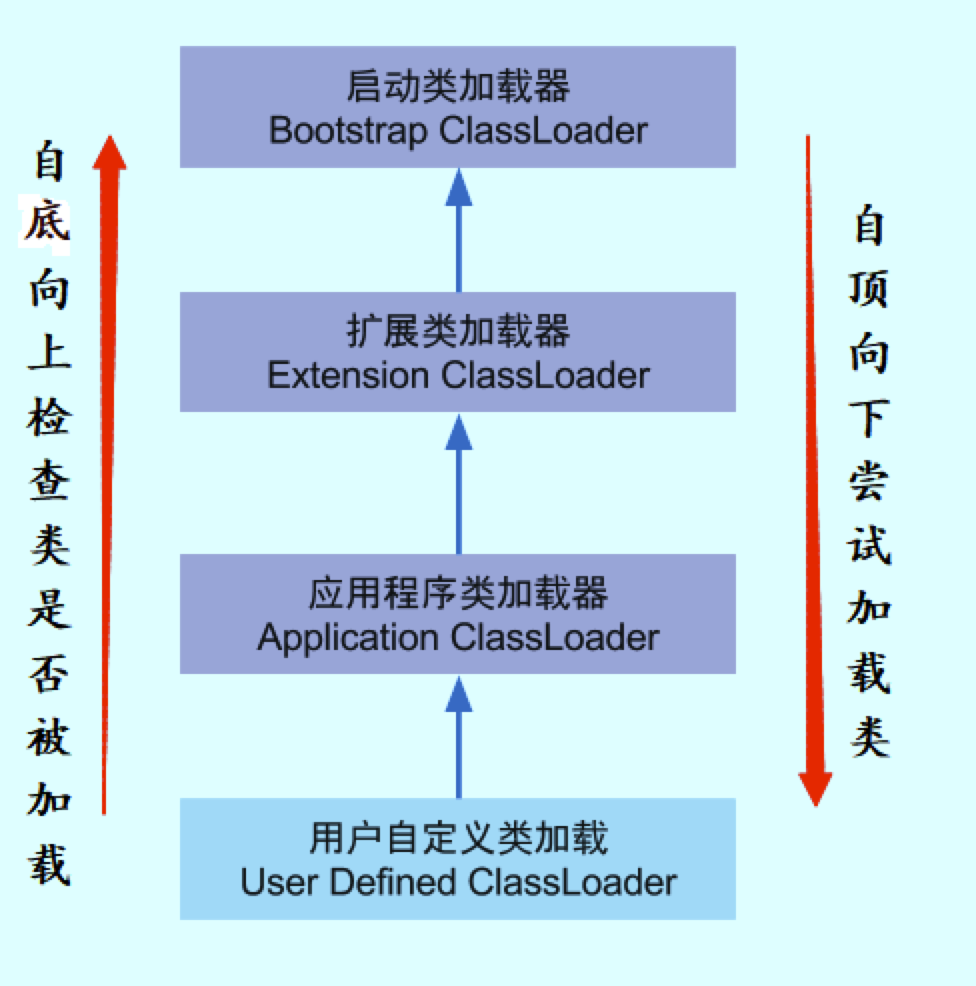 启动类加载器
Bootstrap ClassLoader
自底向上检查类是否被加载
自顶向下尝试加载类
扩展类加载器
Extension ClassLoader
应用程序类加载器
Application ClassLoader
用户自定义类加载
User Defined ClassLoader